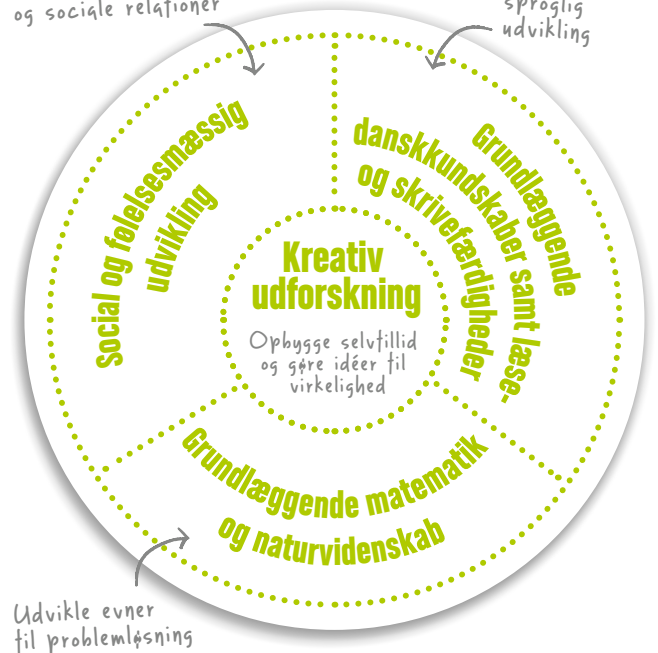 og sociale relationer
sproglig
udvikling
Social og følelsesmæssig
udvikling
Grundlæggende
danskkundskaber samt læse-
og skrivefærdigheder
Kreativ
udforskning
Opbygge selvtillid
og gøre idéer til
virkelighed
Grundlæggende matematik
og naturvidenskab
Udvikle evner
til problemløsning